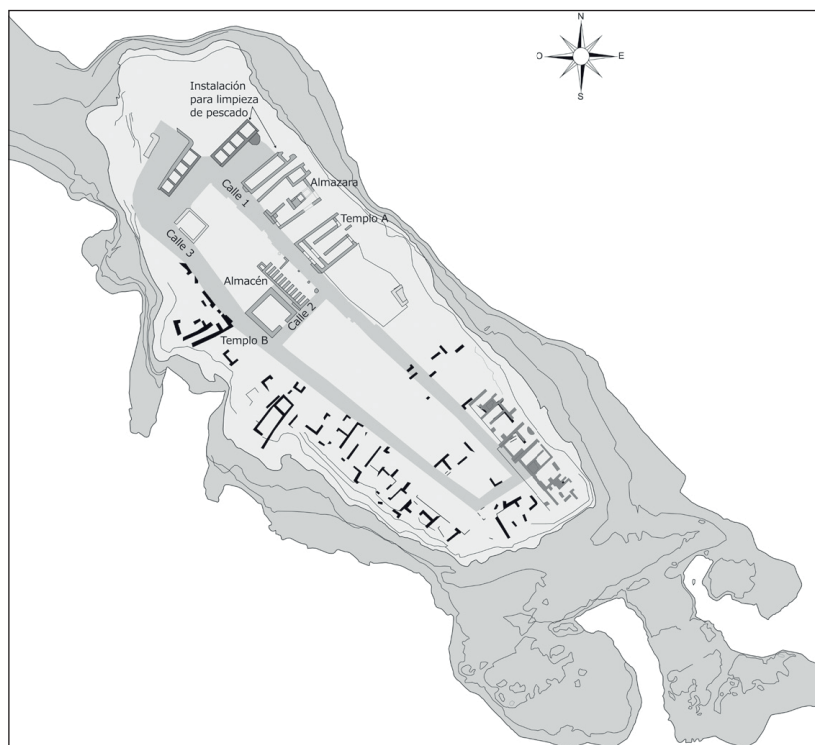 N
O
E
S
Instalación
para limpieza
de pescado
Almazara
Calle 1
Templo A
Calle 3
Almacén
Calle 2
Templo B